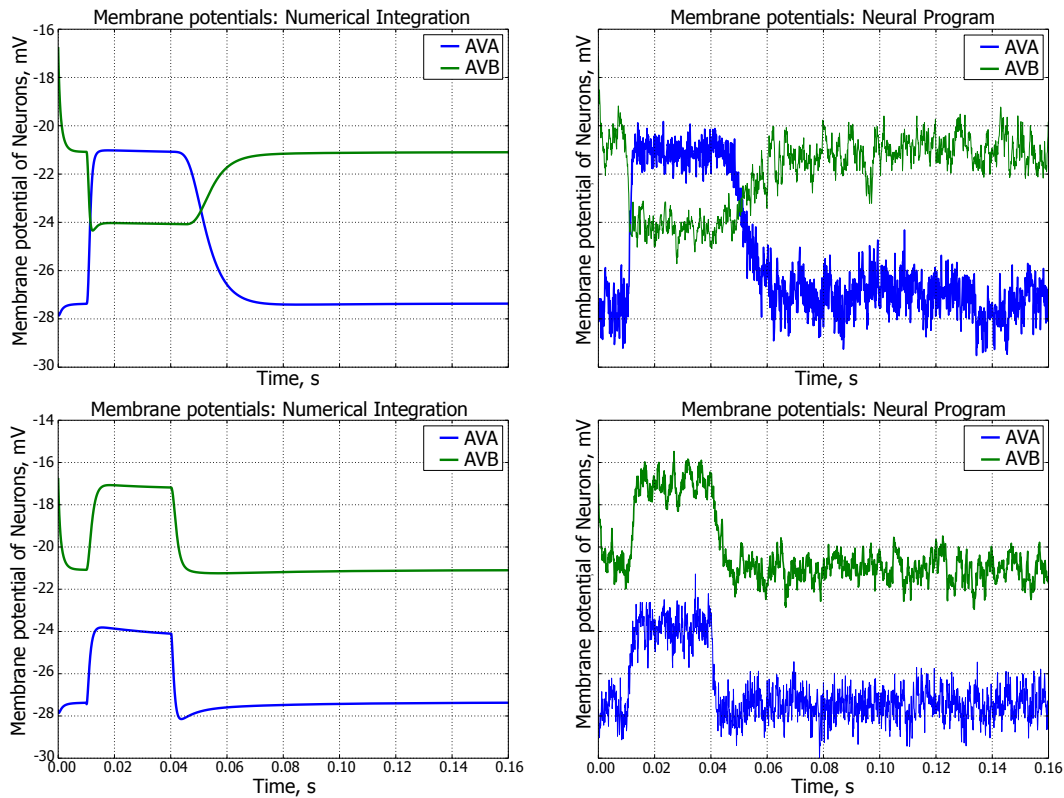 Membrane potentials: Numerical Integration
Membrane potential of Neurons, mV
-16
-18
-20
-22
-24
-26
-28
-30
AVA
AVB
Time, s
Membrane potentials: Neural Program
Membrane potential of Neurons, mV
AVA
AVB
Time, s
Membrane potentials: Numerical Integration
Membrane potential of Neurons, mV
-14
-16
-18
-20
-22
-24
-26
-28
-30
AVA
AVB
0.00 0.02 0.04 0.06 0.08 0.10 0.12 0.14 0.16
Time, s
Membrane potentials: Neural Program
Membrane potential of Neurons, mV
AVA
AVB
0.00 0.02 0.04 0.06 0.08 0.10 0.12 0.14 0.16
Time, s